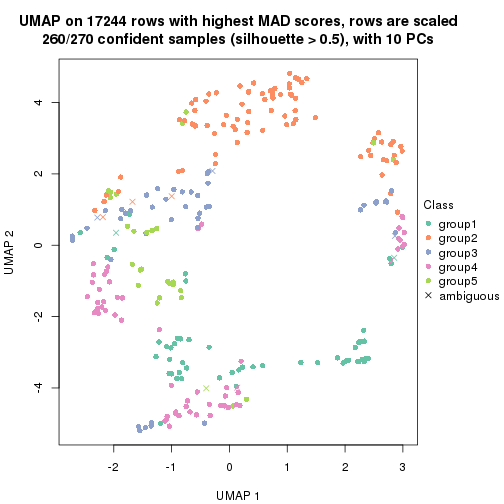 UMAP on 17244 rows with highest MAD scores, rows are scaled
260/270 confident samples (silhouette > 0.5), with 10 PCs
4
2
0
-2
-4
UMAP 2
-2
-1
0
1
2
3
UMAP 1
Class
group1
group2
group3
group4
group5
ambiguous